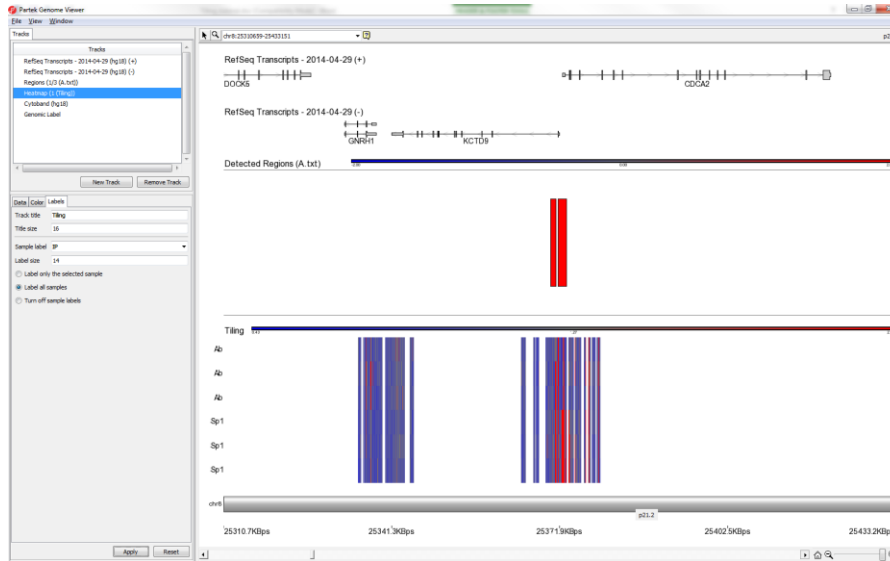 Partek Genome Viewer
File View Window
Tracks
chr8:25310659-25433151
Tracks
RefSeq Transcripts - 2014-04-29 (hg18) (+)
RefSeq Transcripts - 2014-04-29 (hg18) (-)
Regions (1/3 (A.txt))
Heatmap (1 (Tiling))
Cytoband (hg18)
Genomic Label
New Track Remove Track
Data Color Labels
Track title Tiling
Title size 16
Sample label IP
Label size 14
Label only the selected sample
Label all samples
Turn off sample labels
Apply Reset
RefSeq Transcripts - 2014-04-29 (+)
DOCK5 CDCA2
RefSeq Transcripts - 2014-04-29 (-)
GNRH1 KCTD9
Detected Regions (A.txt)
Tiling
Ab
Ab
Ab
Sp1
Sp1
Sp1
chr8
p21.2
25310.7KBps 25341.3KBps 25371.9KBps 25402.5KBps 25433.2KBps